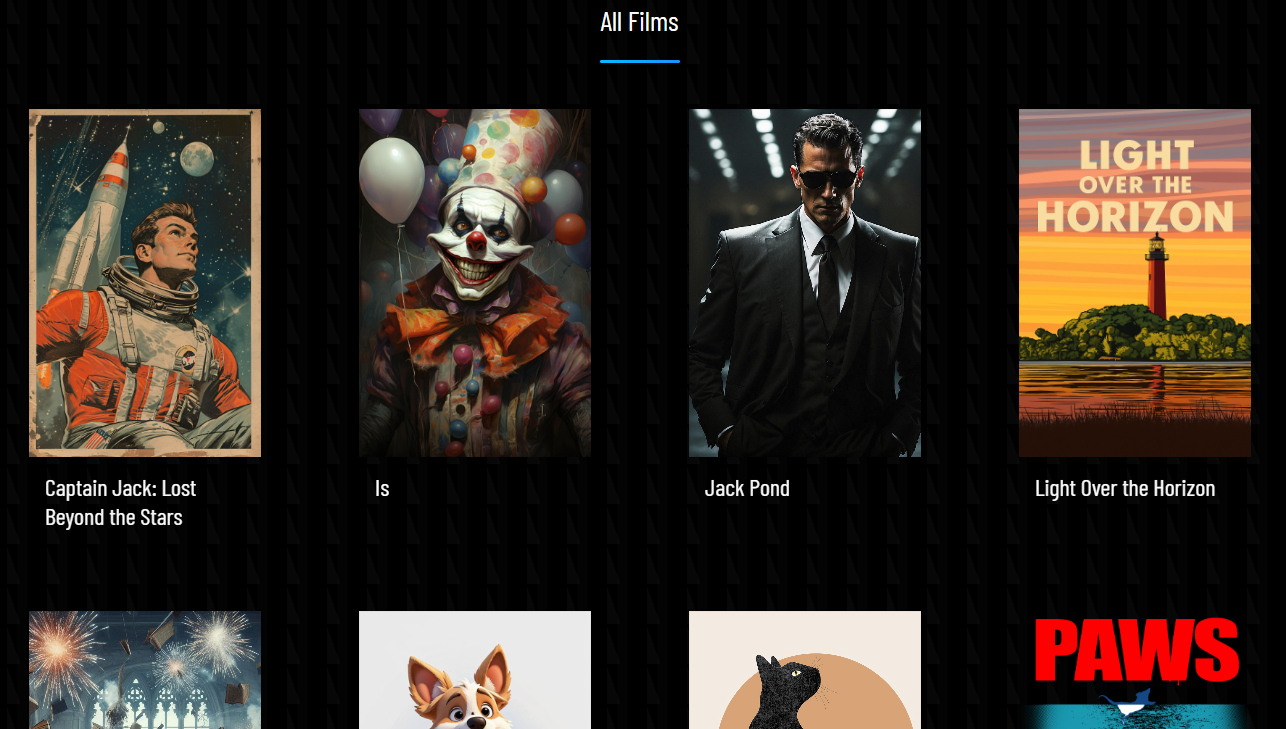 All Films
LIGHT
OVER THE
HORIZON
Captain Jack: Lost
Beyond the Stars
Is
Jack Pond
Light Over the Horizon
PAWS